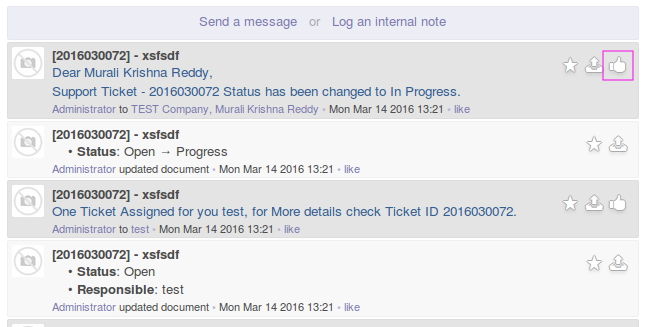 Send a message or Log an internal note
[2016030072] - xsfsdf
Dear Murali Krishna Reddy,
Support Ticket - 2016030072 Status has been changed to In Progress.
Administrator to TEST Company, Murali Krishna Reddy • Mon Mar 14 2016 13:21 • like
[2016030072] - xsfsdf
• Status: Open → Progress
Administrator updated document • Mon Mar 14 2016 13:21 • like
[2016030072] - xsfsdf
One Ticket Assigned for you test, for More details check Ticket ID 2016030072.
Administrator to test • Mon Mar 14 2016 13:21 • like
[2016030072] - xsfsdf
• Status: Open
• Responsible: test
Administrator updated document • Mon Mar 14 2016 13:21 • like